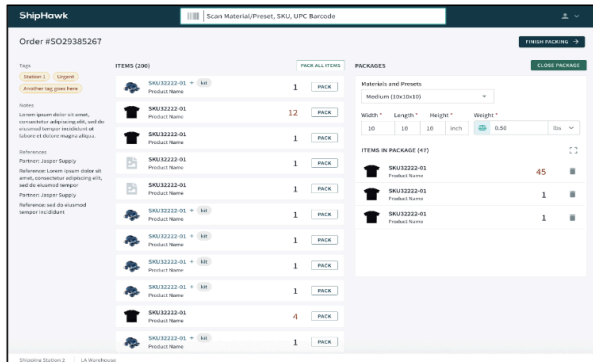 ShipHawk
Scan Material/Preset, SKU, UPC Barcode
Order #SO29385267
FINISH PACKING →
Tags
Station 1
Urgent
Another tag goes here
Notes
Lorem ipsum dolor sit amet,
consectetur adipiscing elit, sed do
eiusmod tempor incididunt ut
labore et dolore magna aliqua.
References
Partner: Jasper Supply
Reference: Lorem ipsum dolor sit
amet, consectetur adipiscing elit,
sed do eiusmod tempor
Partner: Jasper Supply
Reference: sed do eiusmod
tempor incididunt
ITEMS (200)
PACK ALL ITEMS
SKU32222-01 + kit
Product Name
1 PACK
SKU32222-01
Product Name
12 PACK
SKU32222-01
Product Name
1 PACK
SKU32222-01
Product Name
1 PACK
SKU32222-01
Product Name
1 PACK
SKU32222-01 + kit
Product Name
1 PACK
SKU32222-01 + kit
Product Name
1 PACK
SKU32222-01 + kit
Product Name
1 PACK
SKU32222-01 + kit
Product Name
1 PACK
SKU32222-01
Product Name
4 PACK
SKU32222-01 + kit
Product Name
1 PACK
PACKAGES
CLOSE PACKAGE
Materials and Presets
Medium (10x10x10)
Width * Length * Height * Weight *
10 10 10 inch 0.50 lbs
ITEMS IN PACKAGE (47)
SKU32222-01
Product Name
45
SKU32222-01
Product Name
1
SKU32222-01
Product Name
1
Shipping Station 2 LA Warehouse